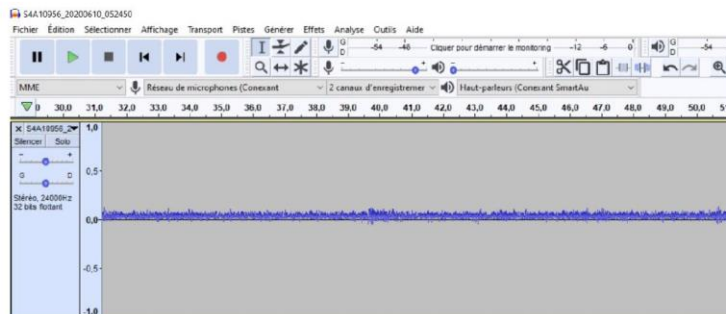 S4A10956_20200610_052450
Fichier Édition Sélectionner Affichage Transport Pistes Générer Effets Analyse Outils Aide
G D -54 -48 Cliquer pour démarrer le monitoring -12 -6 0 G D -54
MME Réseau de microphones (Conexant 2 canaux d'enregistremer Haut-parleurs (Conexant SmartAu
30,0 31,0 32,0 33,0 34,0 35,0 36,0 37,0 38,0 39,0 40,0 41,0 42,0 43,0 44,0 45,0 46,0 47,0 48,0 49,0 50,0
× S4A10956_2
Silencer Solo
- +
G D
Stéréo, 24000Hz
32 bits flottant
1,0
0,5
0,0
-0,5
-1,0